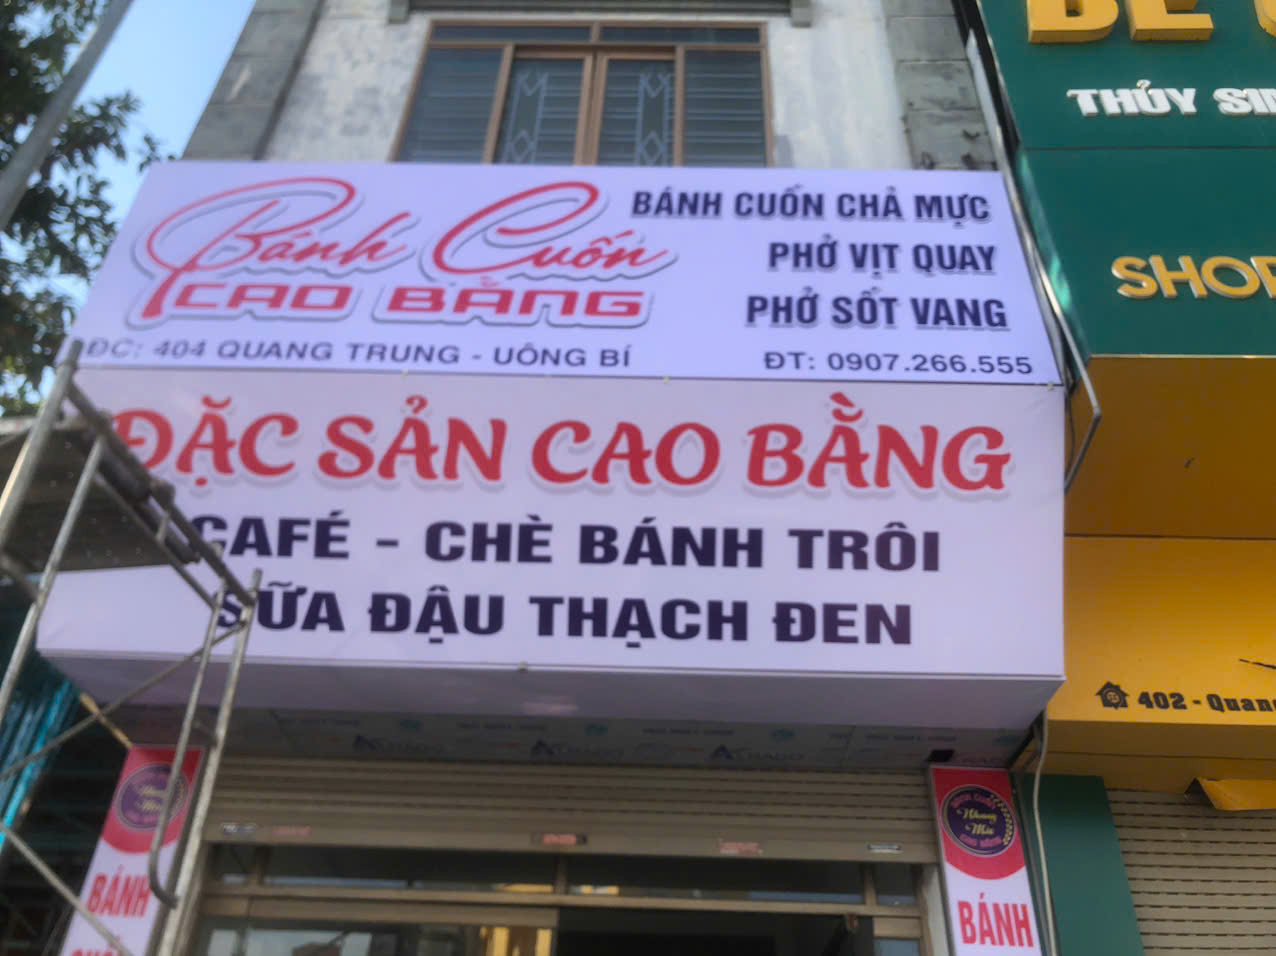 Bánh Cuốn
CAO BẰNG
BÁNH CUỐN CHẢ MỰC
PHỞ VỊT QUAY
PHỞ SỐT VANG
ĐC: 404 QUANG TRUNG - UÔNG BÍ
ĐT: 0907.266.555
ĐẶC SẢN CAO BẰNG
CAFÉ - CHÈ BÁNH TRÔI
SỮA ĐẬU THẠCH ĐEN
THỦY
SHOP
402 - Quang
BÁNH
BÁNH